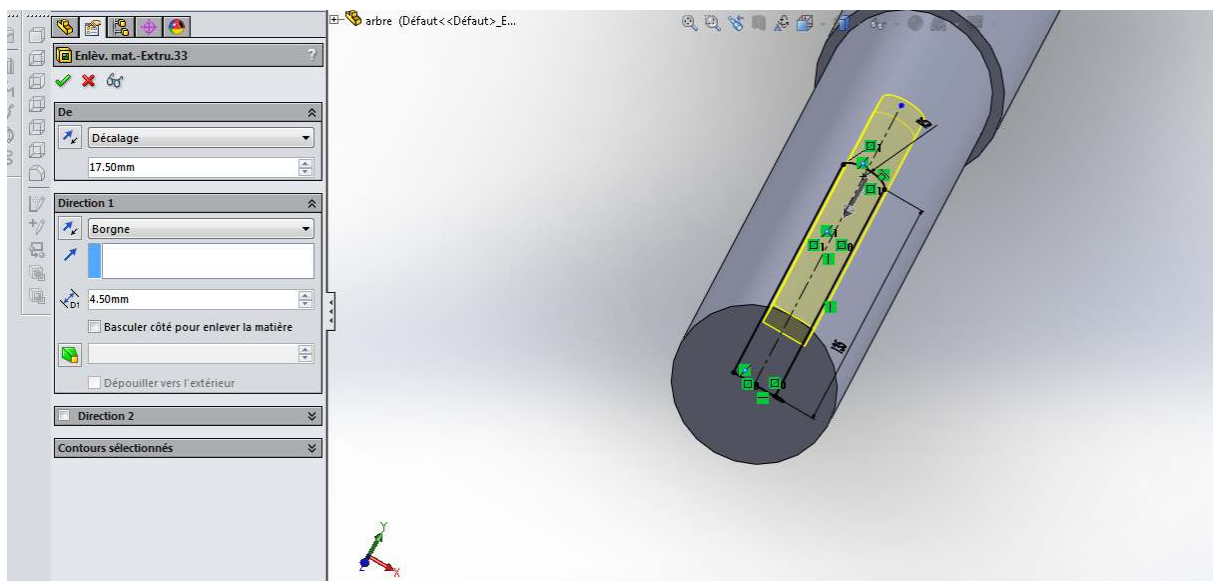 arbre (Défaut<<Défaut>_E...
Enlèv. mat.-Extru.33
?
De
Décalage
17.50mm
Direction 1
Borgne
D1
4.50mm
Basculer côté pour enlever la matière
Dépouiller vers l'extérieur
Direction 2
Contours sélectionnés
Y
X
Z